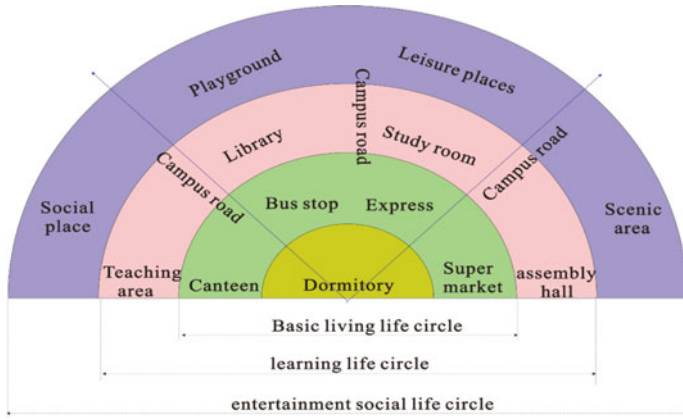 Playground
Leisure places
Campus road
Library
Study room
Campus road
Campus road
Social
place
Bus stop
Express
Scenic
area
Teaching
area
Canteen
Dormitory
Super
market
assembly
hall
Basic living life circle
learning life circle
entertainment social life circle